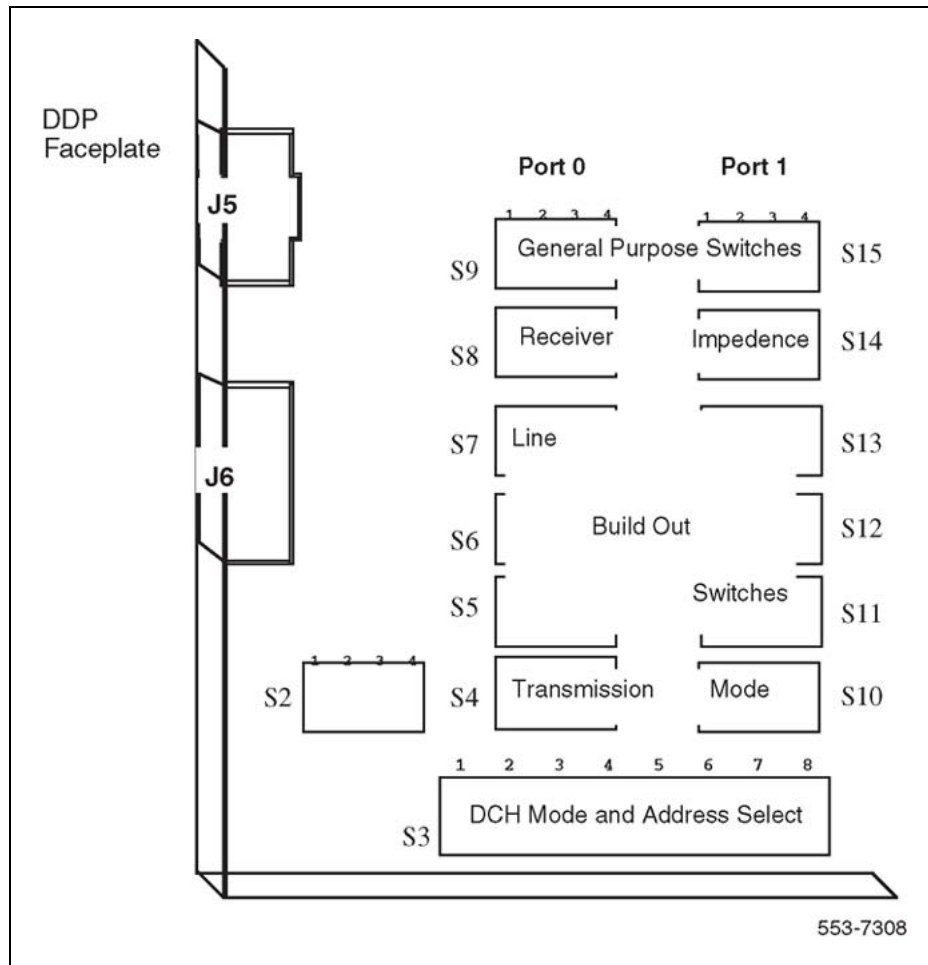 DDP
Faceplate
Port 0 Port 1
J5
1 2 3 4 1 2 3 4
S9 General Purpose Switches S15
S8 Receiver Impedence S14
S7 Line S13
J6
S6 Build Out S12
S5 Switches S11
1 2 3 4
S2 S4 Transmission Mode S10
1 2 3 4 5 6 7 8
S3 DCH Mode and Address Select
553-7308